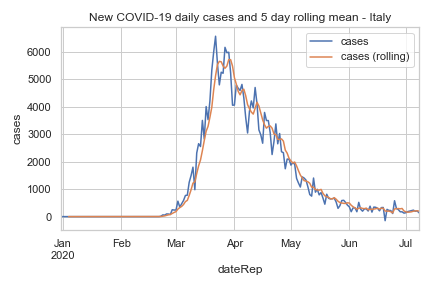 New COVID-19 daily cases and 5 day rolling mean - Italy
cases
cases (rolling)
6000
5000
4000
3000
2000
1000
0
cases
Jan Feb Mar Apr May Jun Jul
2020
dateRep